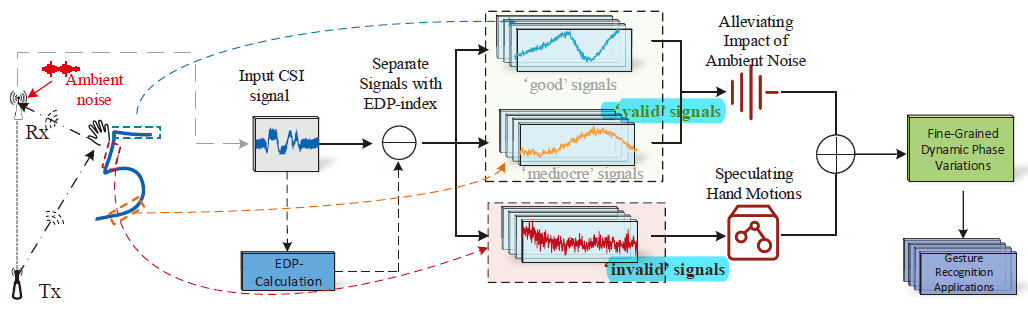 Ambient
noise
Rx
Tx
Input CSI
signal
EDP-
Calculation
Separate
Signals with
EDP-index
‘good’ signals
‘valid’ signals
‘mediocre’ signals
‘invalid’ signals
Alleviating
Impact of
Ambient Noise
Speculating
Hand Motions
Fine-Grained
Dynamic Phase
Variations
Gesture
Recognition
Applications